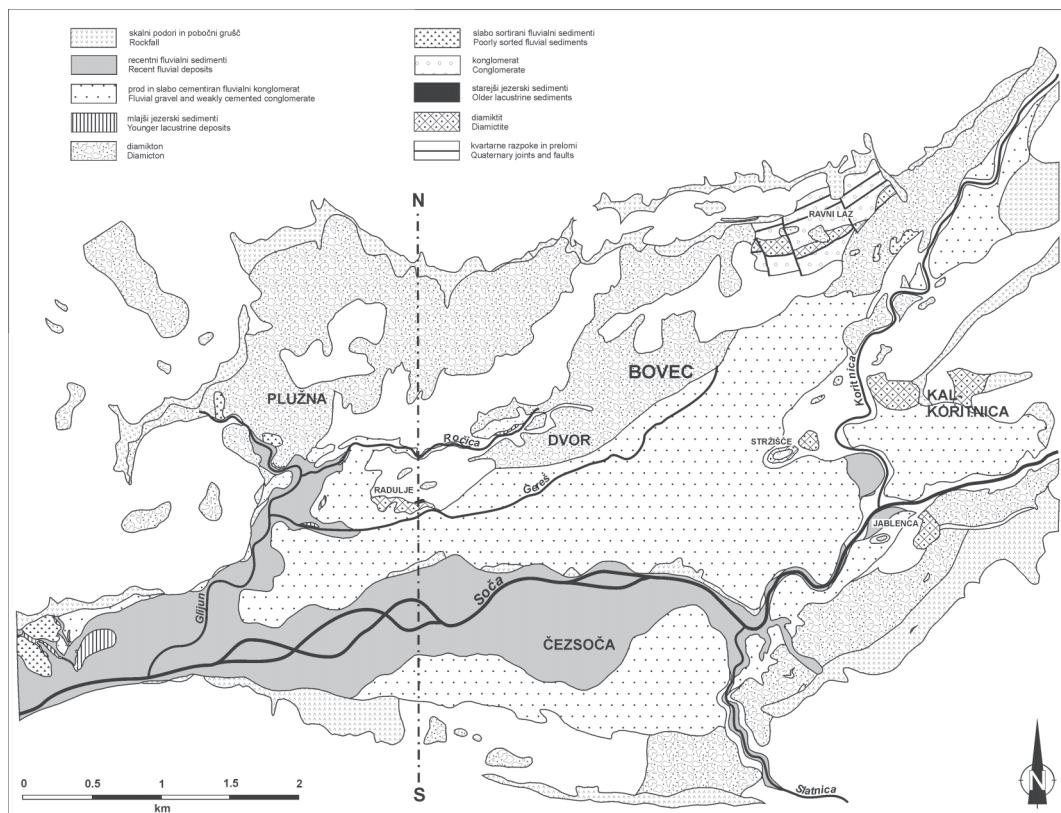 skalni podori in pobočni grušč
Rockfall
recentni fluvialni sedimenti
Recent fluvial deposits
prod in slabo cementiran fluvialni konglomerat
Fluvial gravel and weakly cemented conglomerate
mlajši jezerski sedimenti
Younger lacustrine deposits
diamikton
Diamicton
slabo sortirani fluvialni sedimenti
Poorly sorted fluvial sediments
konglomerat
Conglomerate
starejši jezerski sedimenti
Older lacustrine sediments
diamiktit
Diamictite
kvartarne razpoke in prelomi
Quaternary joints and faults
N
RAVNI LAZ
Koritnica
BOVEC
PLUŽNA
KAL-
KORITNICA
Ročica
DVOR
STRŽIŠČE
RADULJE
Gereš
JABLENCA
Soča
Glijun
ČEZSOČA
Slatnica
S
0 0.5 1 1.5 2
km
N